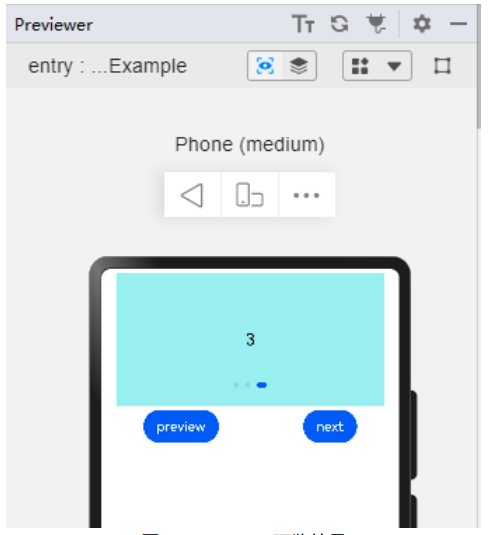 Previewer
entry : ...Example
Phone (medium)
3
preview
next